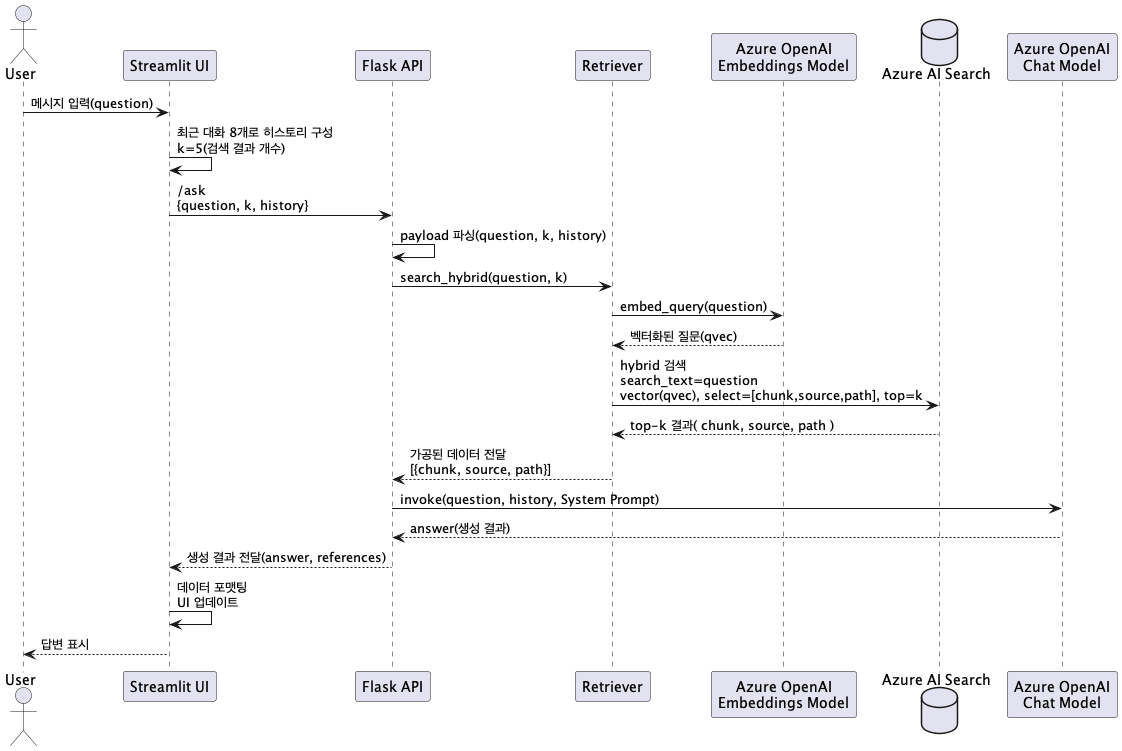 User
Streamlit UI
Flask API
Retriever
Azure OpenAI
Embeddings Model
Azure AI Search
Azure OpenAI
Chat Model
메시지 입력(question)
최근 대화 8개로 히스토리 구성
k=5(검색 결과 개수)
/ask
{question, k, history}
payload 파싱(question, k, history)
search_hybrid(question, k)
embed_query(question)
벡터화된 질문(qvec)
hybrid 검색
search_text=question
vector(qvec), select=[chunk,source,path], top=k
top-k 결과( chunk, source, path )
가공된 데이터 전달
[{chunk, source, path}]
invoke(question, history, System Prompt)
answer(생성 결과)
생성 결과 전달(answer, references)
데이터 포맷팅
UI 업데이트
답변 표시
User
Streamlit UI
Flask API
Retriever
Azure OpenAI
Embeddings Model
Azure AI Search
Azure OpenAI
Chat Model